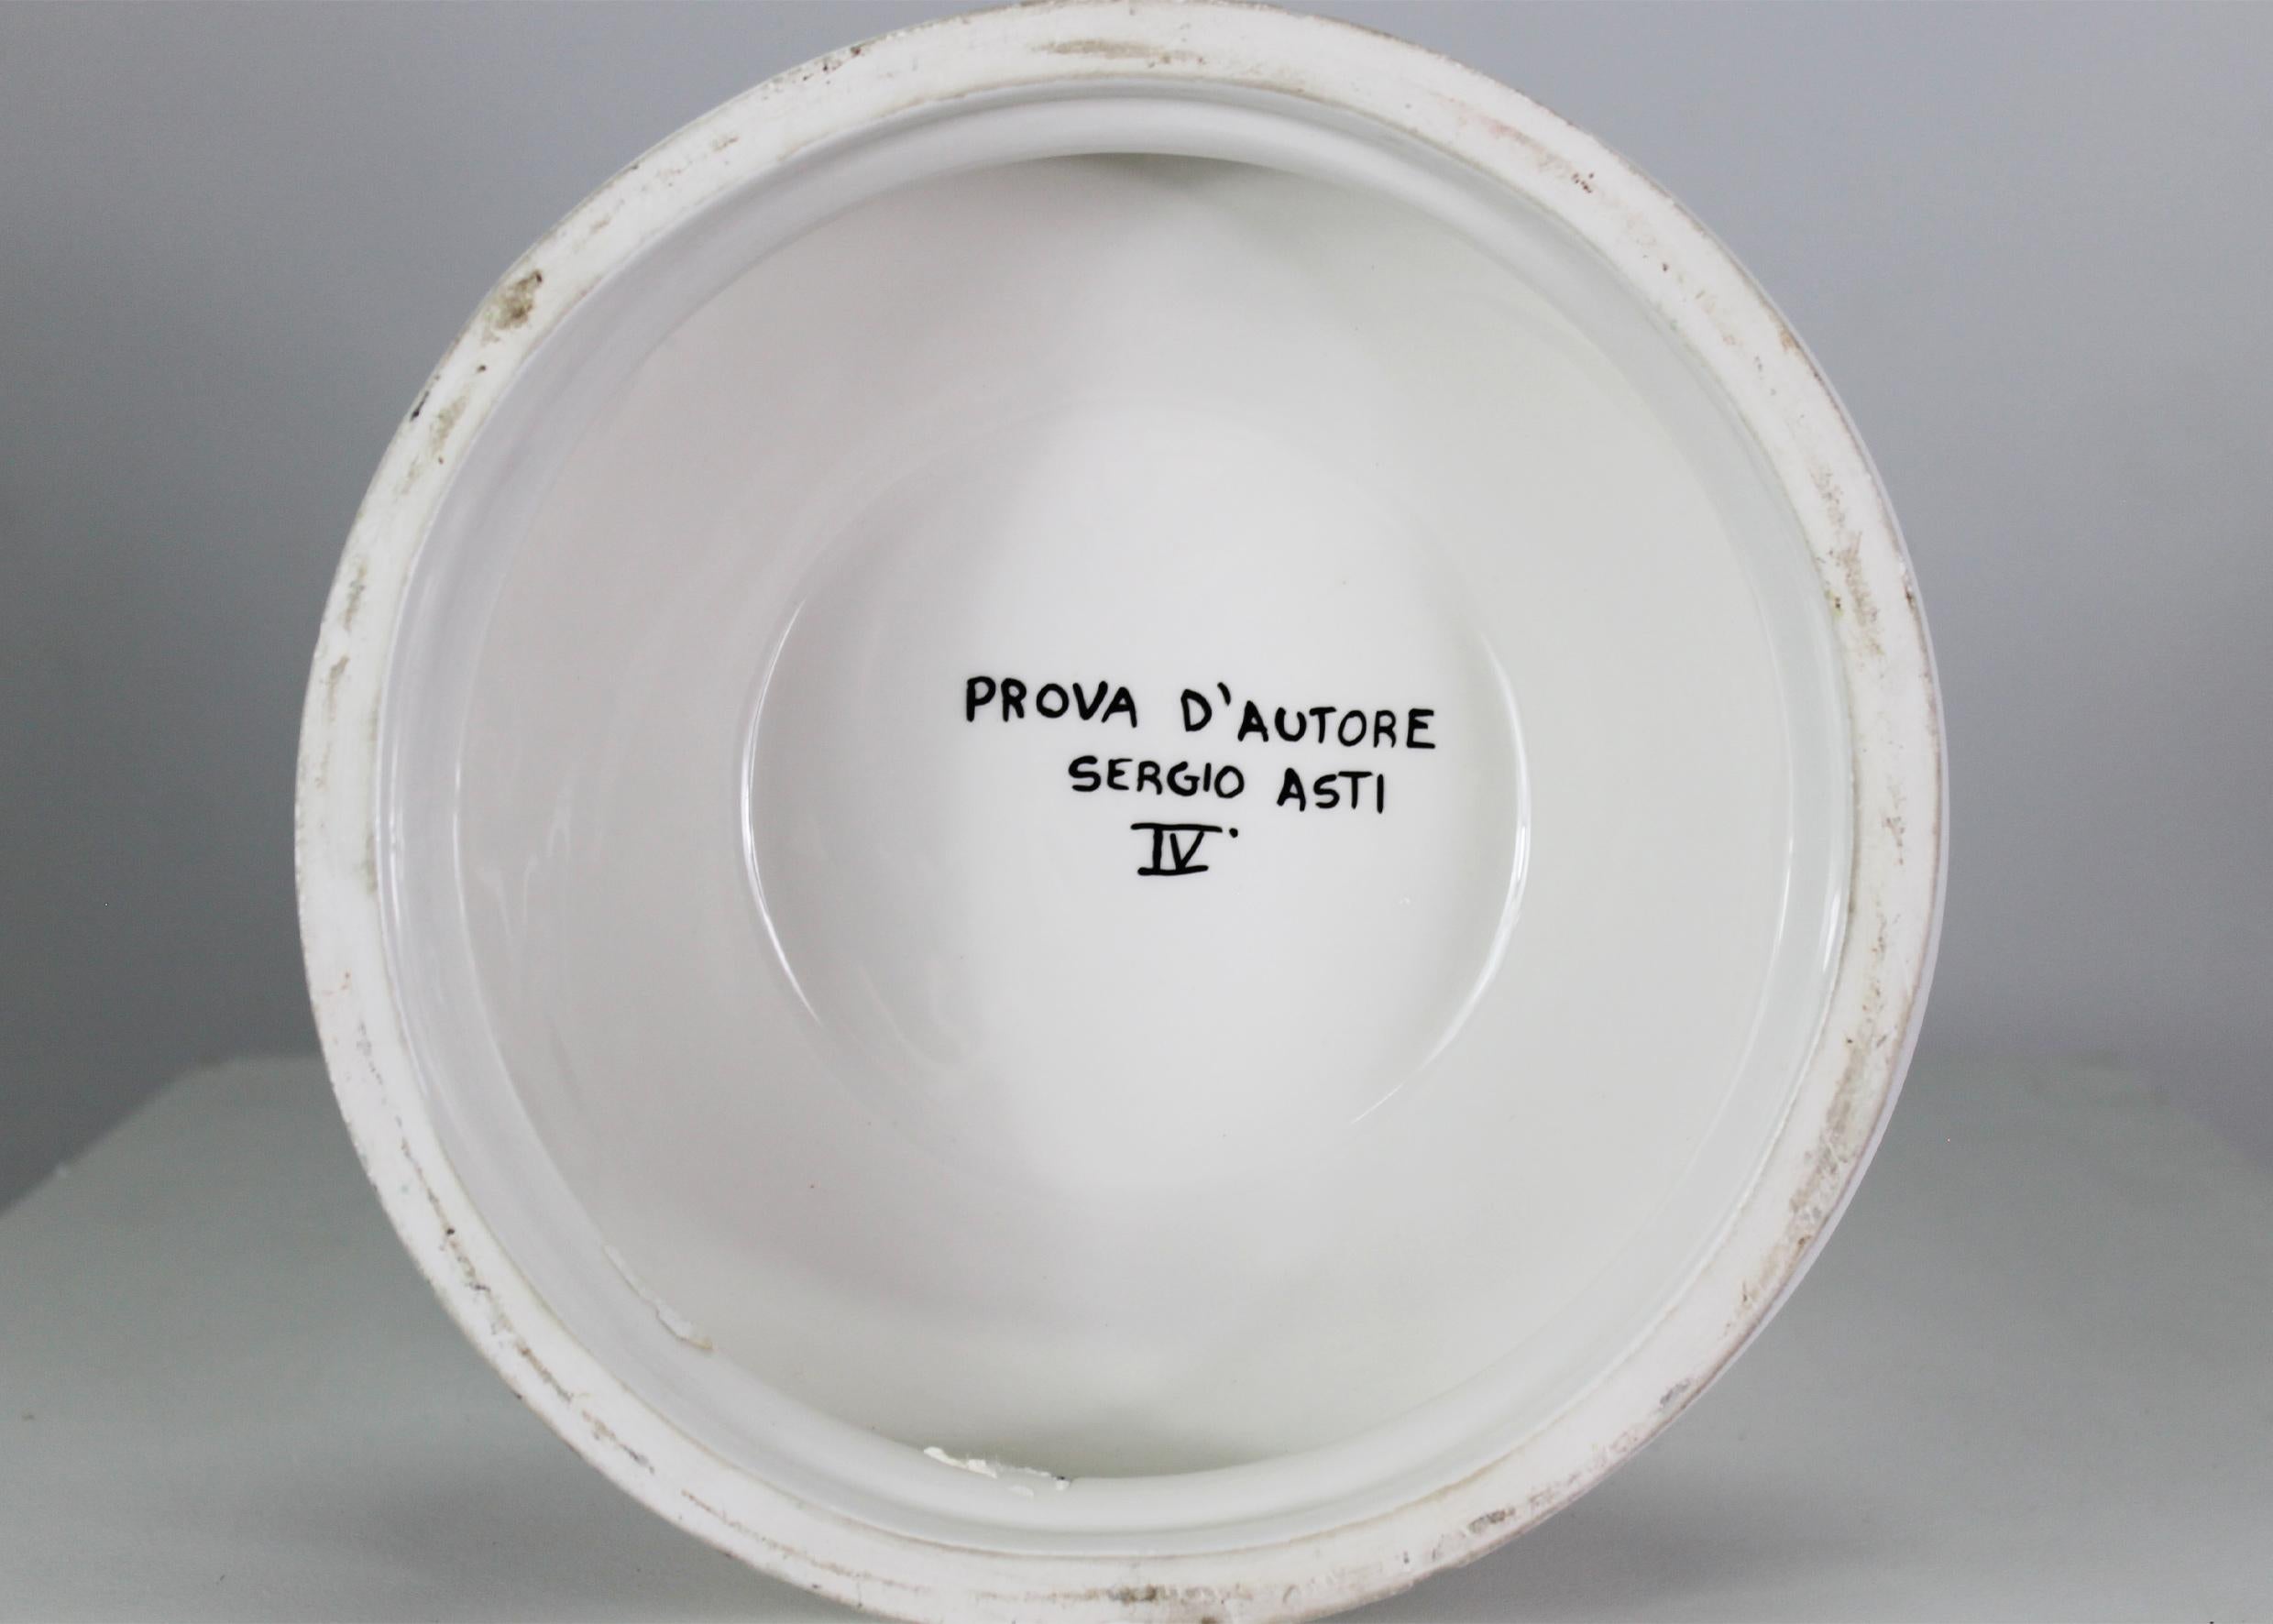 PROVA D'AUTORE
SERGIO ASTI
IV.